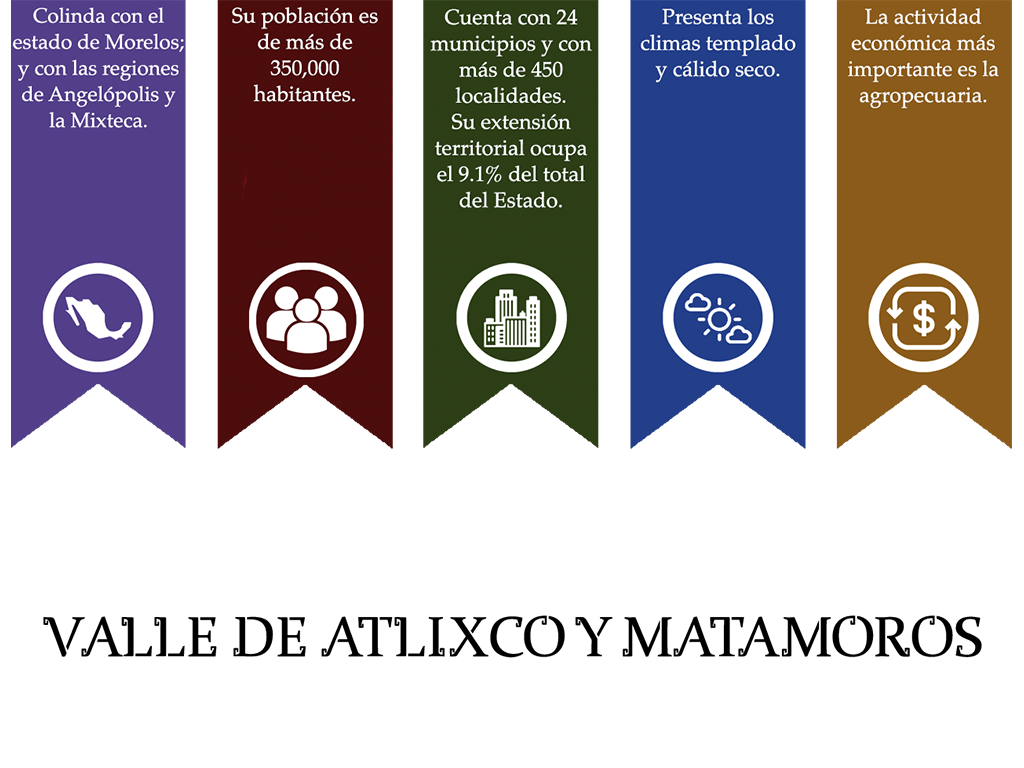 Colinda con el
estado de Morelos;
y con las regiones
de Angelópolis y
la Mixteca.
Su población es
de más de
350,000
habitantes.
Cuenta con 24
municipios y con
más de 450
localidades.
Su extensión
territorial ocupa
el 9.1% del total
del Estado.
Presenta los
climas templado
y cálido seco.
La actividad
económica más
importante es la
agropecuaria.
$
VALLE DE ATLIXCO Y MATAMOROS